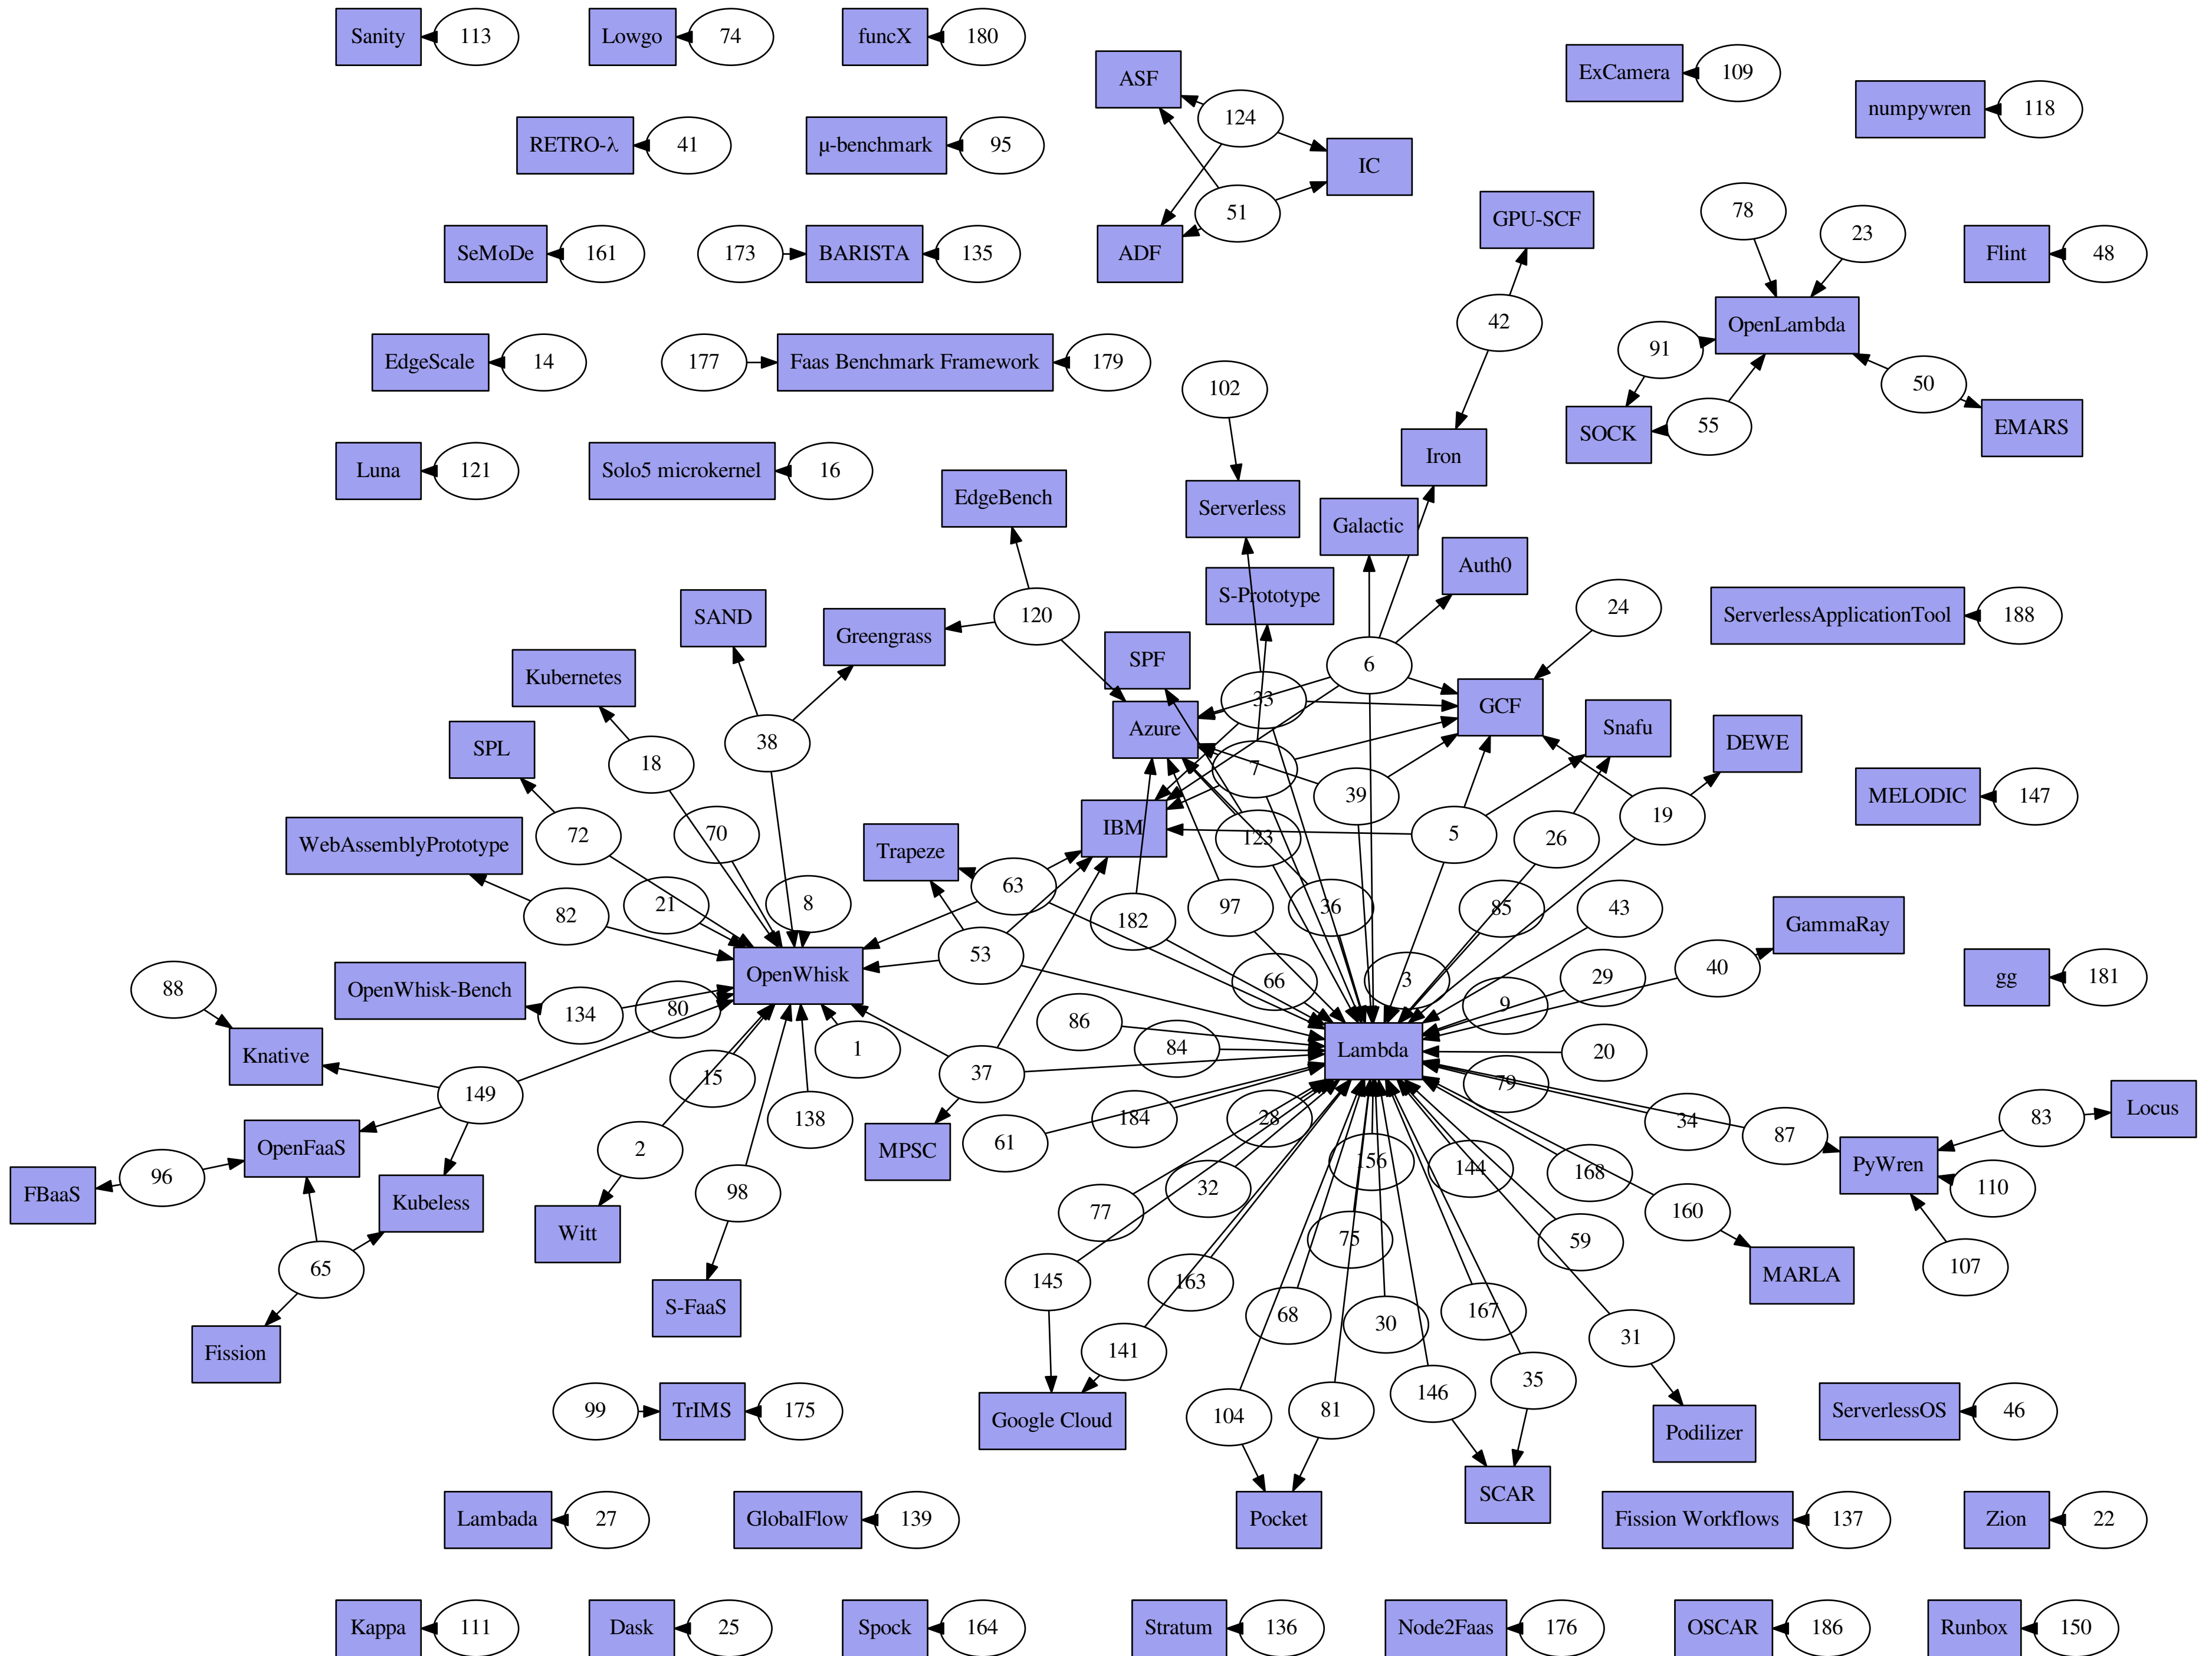 Sanity
113
Lowgo
74
funcX
180
ASF
124
ExCamera
109
numpywren
118
RETRO-λ
41
μ-benchmark
95
IC
GPU-SCF
78
23
SeMoDe
161
173
BARISTA
135
ADF
51
Flint
48
42
OpenLambda
91
EdgeScale
14
177
Faas Benchmark Framework
179
102
50
SOCK
55
EMARS
Iron
Luna
121
Solo5 microkernel
16
EdgeBench
Serverless
Galactic
Auth0
S-Prototype
24
SAND
Greengrass
120
ServerlessApplicationTool
188
Kubernetes
SPF
6
33
GCF
Snafu
DEWE
SPL
18
38
Azure
7
39
MELODIC
147
WebAssemblyPrototype
72
70
Trapeze
IBM
123
5
26
19
82
21
8
63
182
97
36
85
43
GammaRay
OpenWhisk-Bench
88
134
80
OpenWhisk
53
66
3
9
29
40
gg
181
Knative
149
15
1
37
86
84
Lambda
20
79
OpenFaaS
2
138
MPSC
61
184
28
156
144
34
87
83
Locus
FBaaS
96
Kubeless
98
77
32
75
168
160
PyWren
110
65
Witt
145
163
59
107
MARLA
Fission
S-FaaS
141
68
30
167
31
99
TrIMS
175
Google Cloud
104
81
146
35
Podilizer
ServerlessOS
46
Lambada
27
GlobalFlow
139
Pocket
SCAR
Fission Workflows
137
Zion
22
Kappa
111
Dask
25
Spock
164
Stratum
136
Node2Faas
176
OSCAR
186
Runbox
150